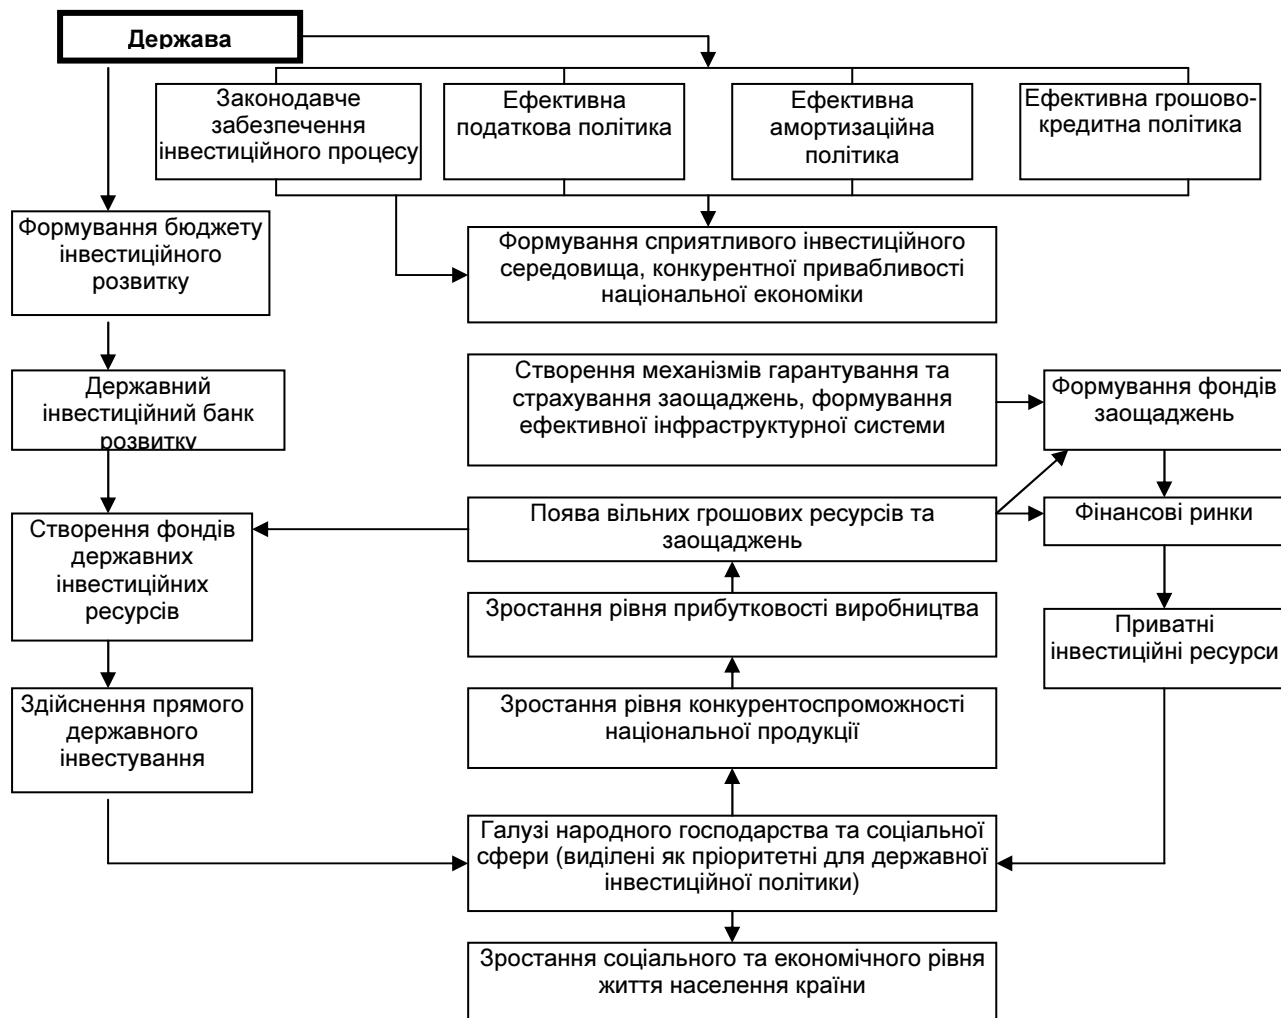 Держава
Законодавче
забезпечення
інвестиційного процесу
Ефективна
податкова політика
Ефективна
амортизаційна
політика
Ефективна грошово-
кредитна політика
Формування бюджету
інвестиційного
розвитку
Формування сприятливого інвестиційного
середовища, конкурентної привабливості
національної економіки
Державний
інвестиційний банк
розвитку
Створення механізмів гарантування та
страхування заощаджень, формування
ефективної інфраструктурної системи
Формування фондів
заощаджень
Створення фондів
державних
інвестиційних
ресурсів
Поява вільних грошових ресурсів та
заощаджень
Фінансові ринки
Зростання рівня прибутковості виробництва
Приватні
інвестиційні ресурси
Здійснення прямого
державного
інвестування
Зростання рівня конкурентоспроможності
національної продукції
Галузі народного господарства та соціальної
сфери (виділені як пріоритетні для державної
інвестиційної політики)
Зростання соціального та економічного рівня
життя населення країни